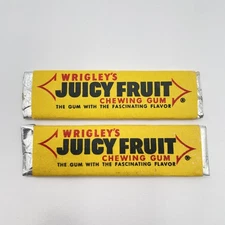 WRIGLEY'S
JUICY FRUIT
CHEWING GUM
THE GUM WITH THE FASCINATING FLAVOR ®
WRIGLEY'S
JUICY FRUIT
CHEWING GUM
THE GUM WITH THE FASCINATING FLAVOR ®